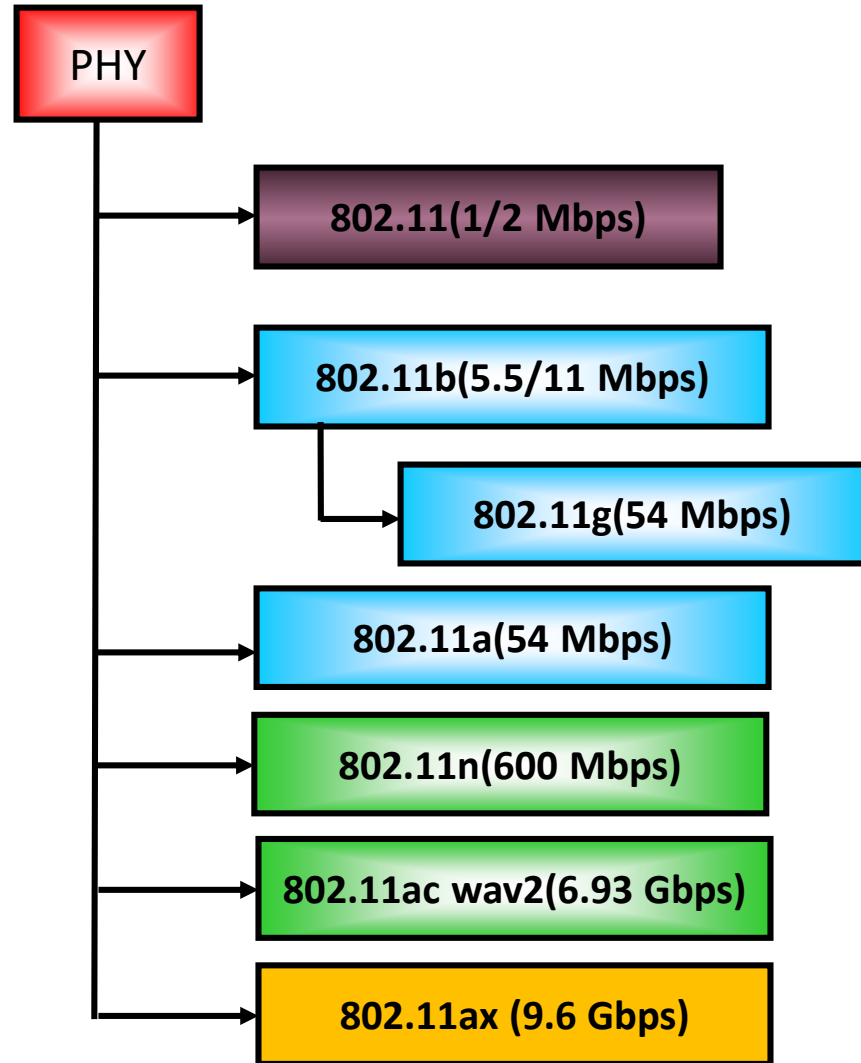 PHY
802.11(1/2 Mbps)
802.11b(5.5/11 Mbps)
802.11g(54 Mbps)
802.11a(54 Mbps)
802.11n(600 Mbps)
802.11ac wav2(6.93 Gbps)
802.11ax (9.6 Gbps)